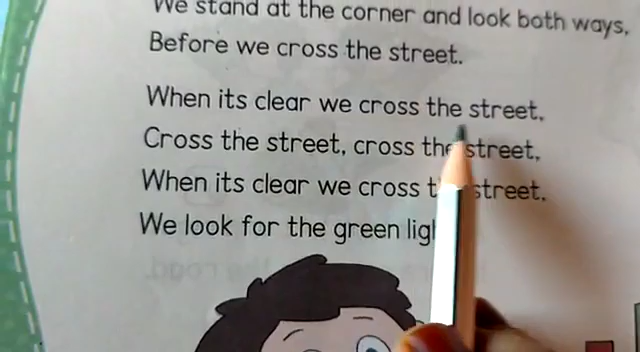 We stand at the corner and look both ways,
Before we cross the street.
When its clear we cross the street,
Cross the street, cross the street,
When its clear we cross street,
We look for the green